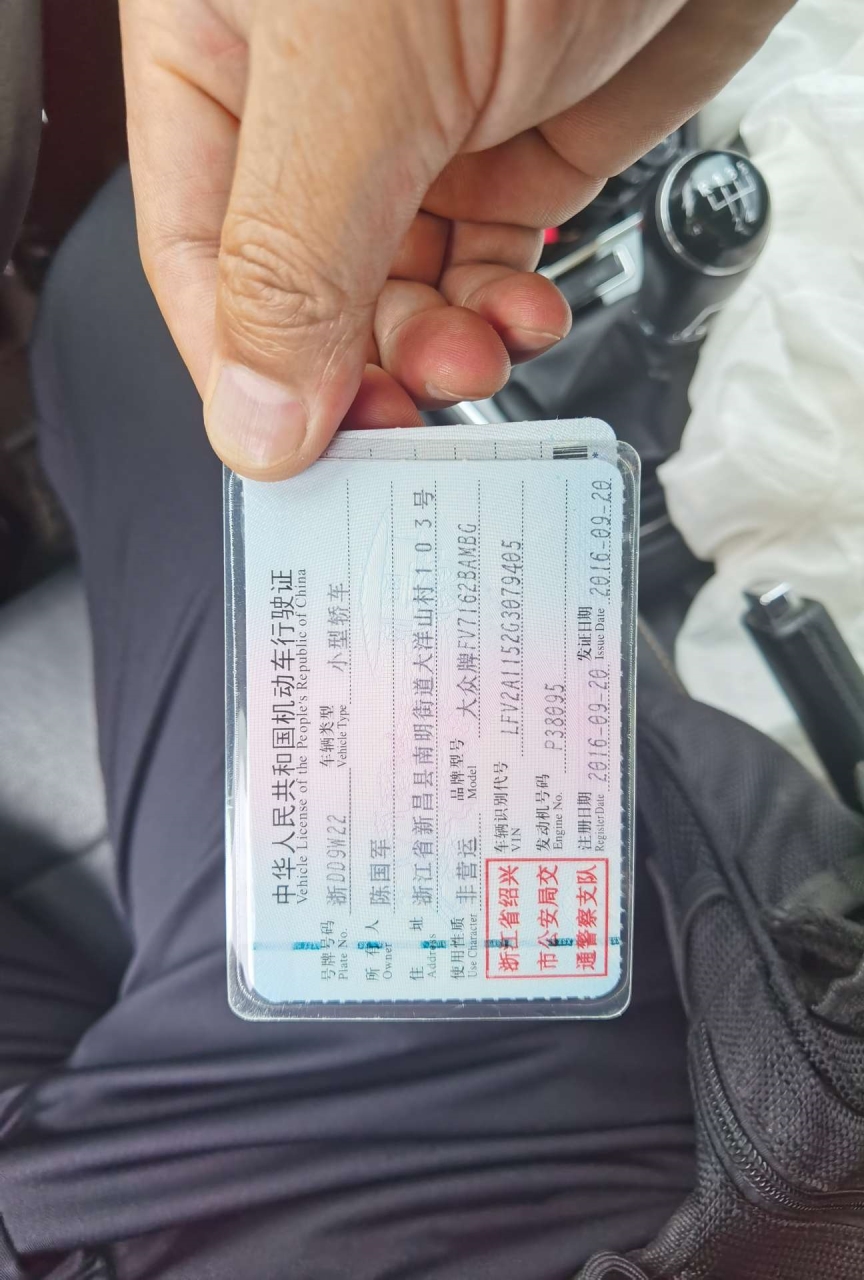 中华人民共和国机动车行驶证
Vehicle License of the People's Republic of China
号牌号码 浙DD9W22 车辆类型 小型轿车
Plate No. Vehicle Type
所有人 陈国军
Owner
住址 浙江省新昌县南明街道大洋山村103号
Address
使用性质 非营运 品牌型号 大众牌FV7162BAMBG
Use Character Model
浙江省绍兴
市公安局交
通警察支队
车辆识别代号 LFV2A1152G3079405
VIN
发动机号码 P38095
Engine No.
注册日期 2016-09-20 发证日期 2016-09-20
Register Date Issue Date